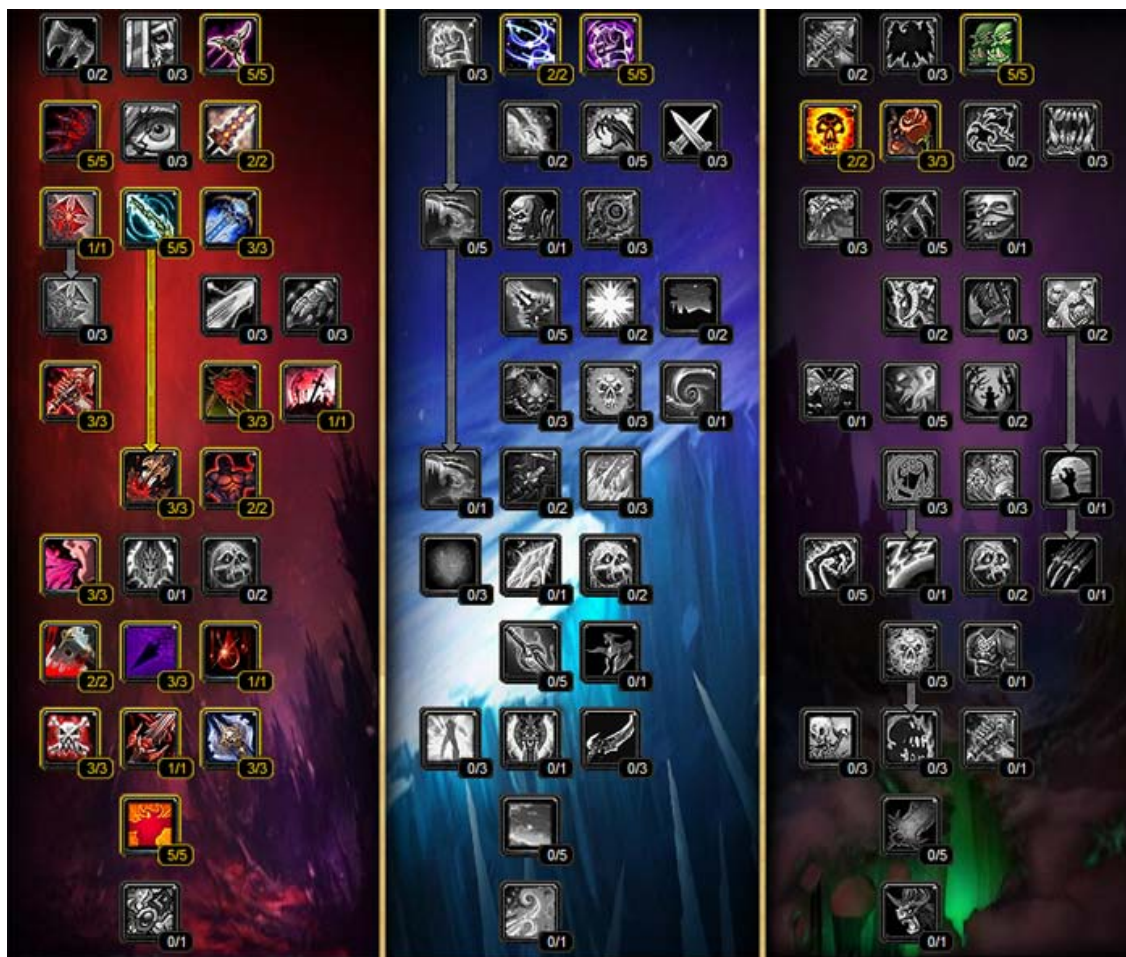 0/2 0/3 5/5 0/3 2/2 5/5 0/2 0/3 5/5
5/5 0/3 2/2 0/2 0/5 0/3 2/2 3/3 0/2 0/3
1/1 5/5 3/3 0/5 0/1 0/3 0/3 0/5 0/1
0/3 0/3 0/3 0/5 0/2 0/2 0/2 0/3 0/2
3/3 3/3 1/1 0/3 0/3 0/1 0/1 0/5 0/2
3/3 2/2 0/1 0/2 0/3 0/3 0/3 0/1
3/3 0/1 0/2 0/3 0/1 0/2 0/5 0/1 0/2 0/1
2/2 3/3 1/1 0/5 0/1 0/3 0/1
3/3 1/1 3/3 0/3 0/1 0/3 0/3 0/3 0/1
5/5 0/5 0/5
0/1 0/1 0/1